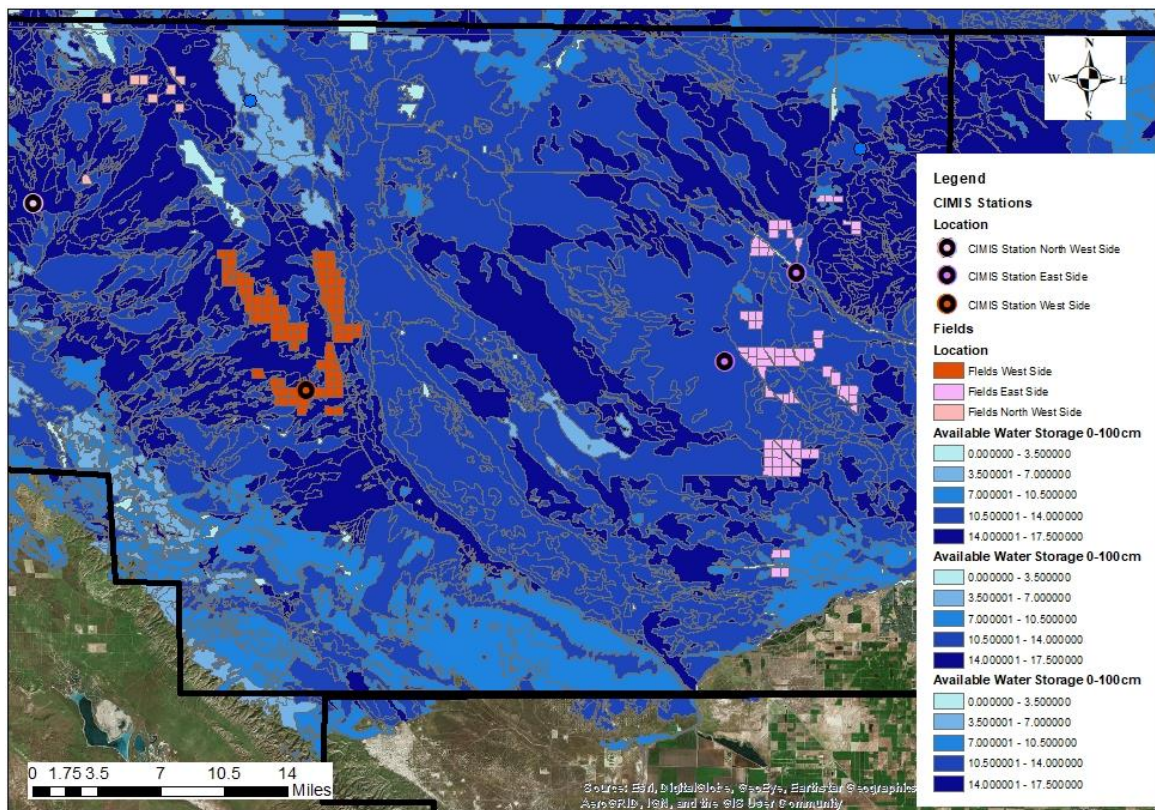 N
W E
S
Legend
CIMIS Stations
Location
CIMIS Station North West Side
CIMIS Station East Side
CIMIS Station West Side
Fields
Location
Fields West Side
Fields East Side
Fields North West Side
Available Water Storage 0-100cm
0.000000 - 3.500000
3.500001 - 7.000000
7.000001 - 10.500000
10.500001 - 14.000000
14.000001 - 17.500000
Available Water Storage 0-100cm
0.000000 - 3.500000
3.500001 - 7.000000
7.000001 - 10.500000
10.500001 - 14.000000
14.000001 - 17.500000
Available Water Storage 0-100cm
0.000000 - 3.500000
3.500001 - 7.000000
7.000001 - 10.500000
10.500001 - 14.000000
14.000001 - 17.500000
0 1.75 3.5 7 10.5 14
Miles
Source: Esri, DigitalGlobe, GeoEye, Earthstar Geographics
AeroGRID, IGN, and the GIS User Community